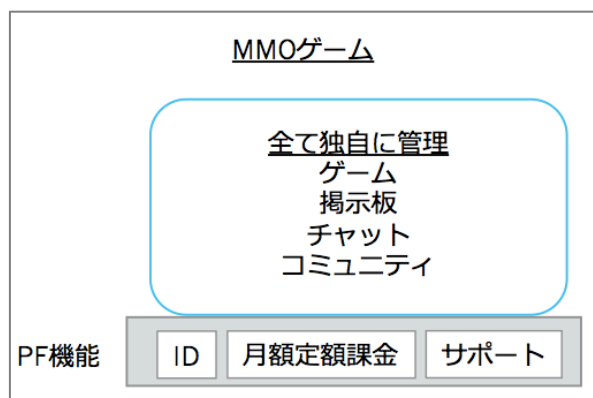 MMOゲーム
全て独自に管理
ゲーム
掲示板
チャット
コミュニティ
PF機能 ID 月額定額課金 サポート